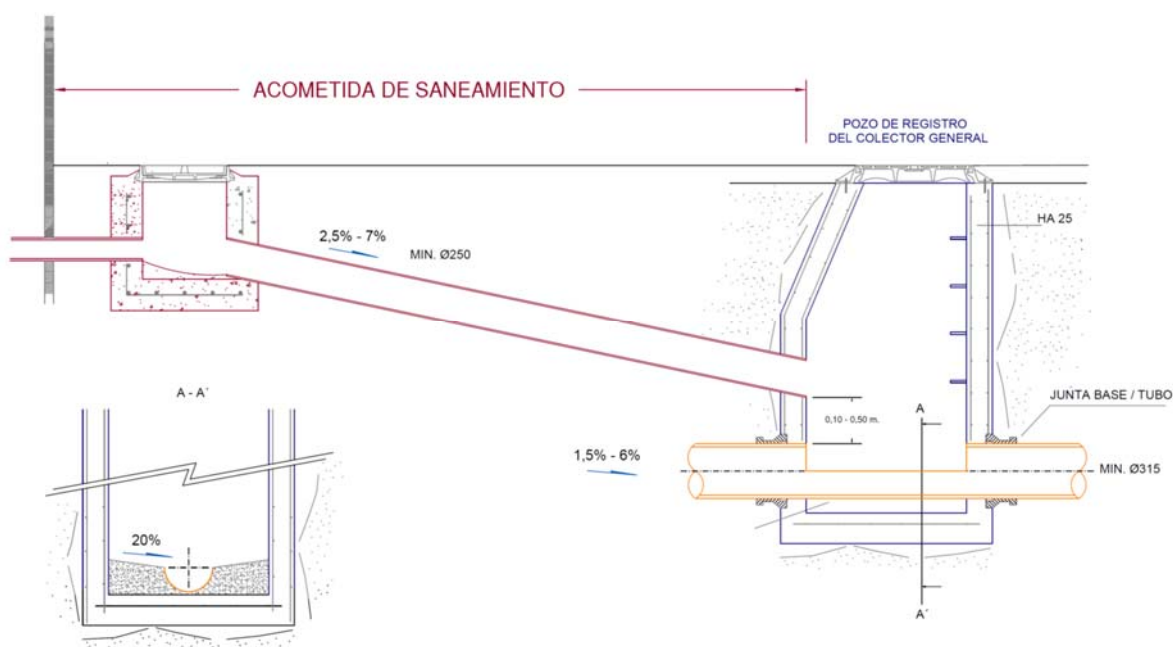 ACOMETIDA DE SANEAMIENTO
POZO DE REGISTRO
DEL COLECTOR GENERAL
HA 25
2,5% - 7%
MIN. Ø250
A - A´
JUNTA BASE / TUBO
A
0,10 - 0,50 m.
1,5% - 6%
MIN. Ø315
20%
A´